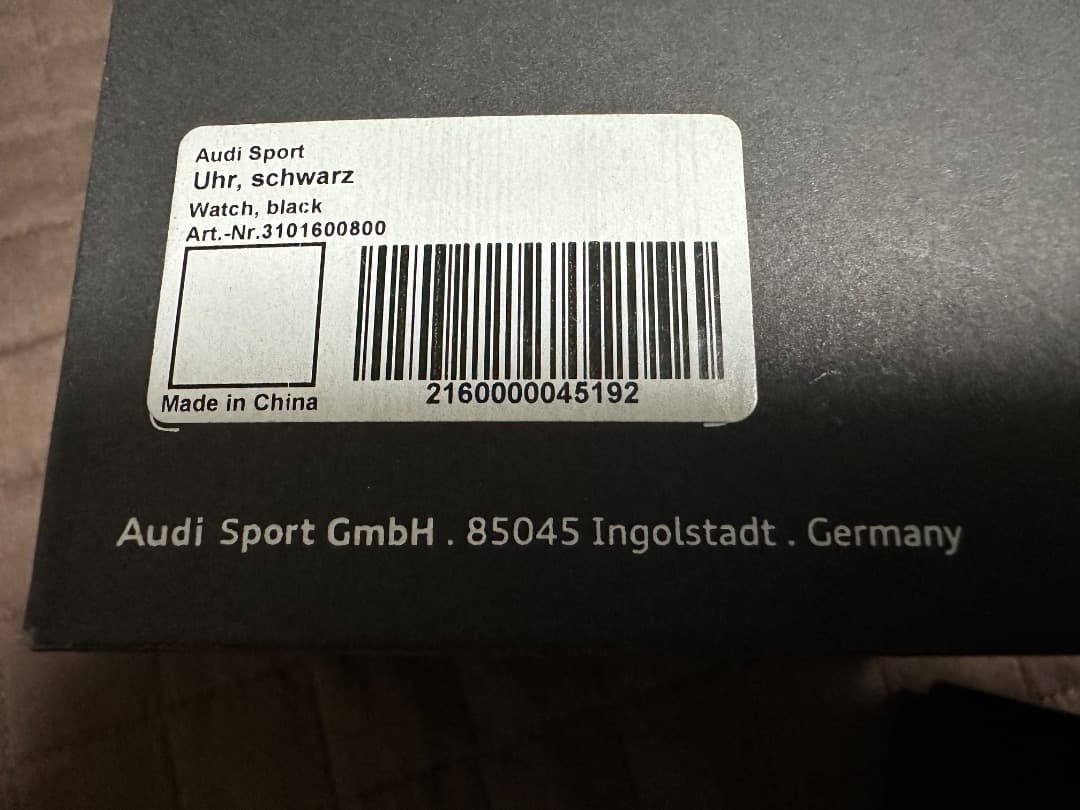 Audi Sport
Uhr, schwarz
Watch, black
Art.-Nr.3101600800
2160000045192
Made in China
Audi Sport GmbH . 85045 Ingolstadt . Germany